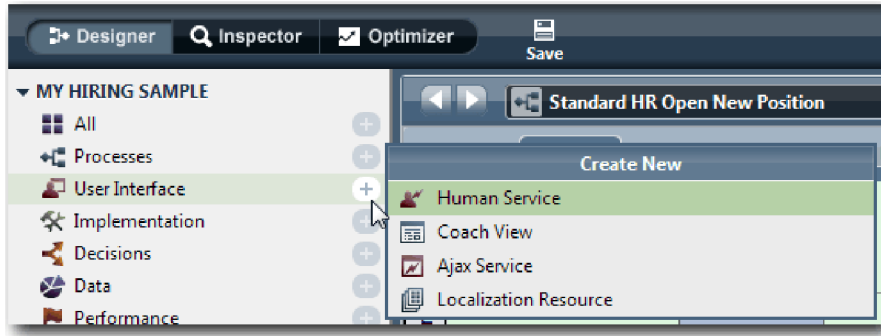 Designer Inspector Optimizer Save
MY HIRING SAMPLE
All
Processes
User Interface
Implementation
Decisions
Data
Performance
Standard HR Open New Position
Create New
Human Service
Coach View
Ajax Service
Localization Resource